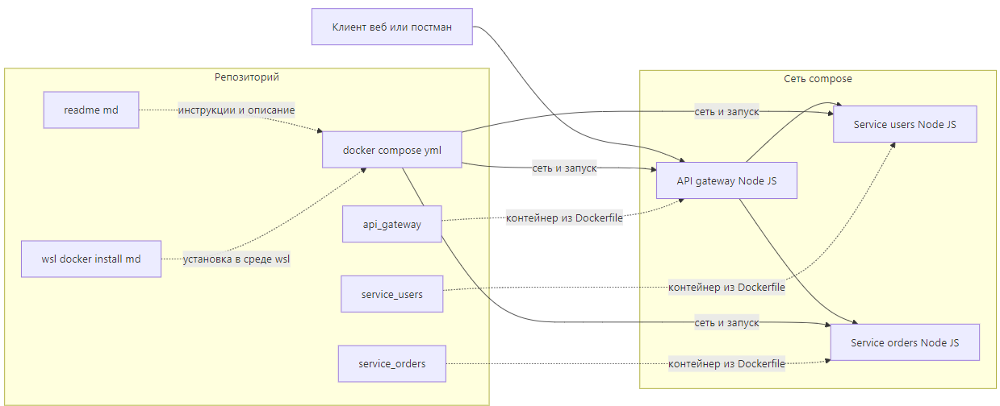 Клиент веб или постман
Репозиторий
Сеть compose
readme md
инструкции и описание
сеть и запуск
Service users Node JS
docker compose yml
сеть и запуск
API gateway Node JS
api_gateway
контейнер из Dockerfile
wsl docker install md
установка в среде wsl
service_users
контейнер из Dockerfile
сеть и запуск
Service orders Node JS
service_orders
контейнер из Dockerfile